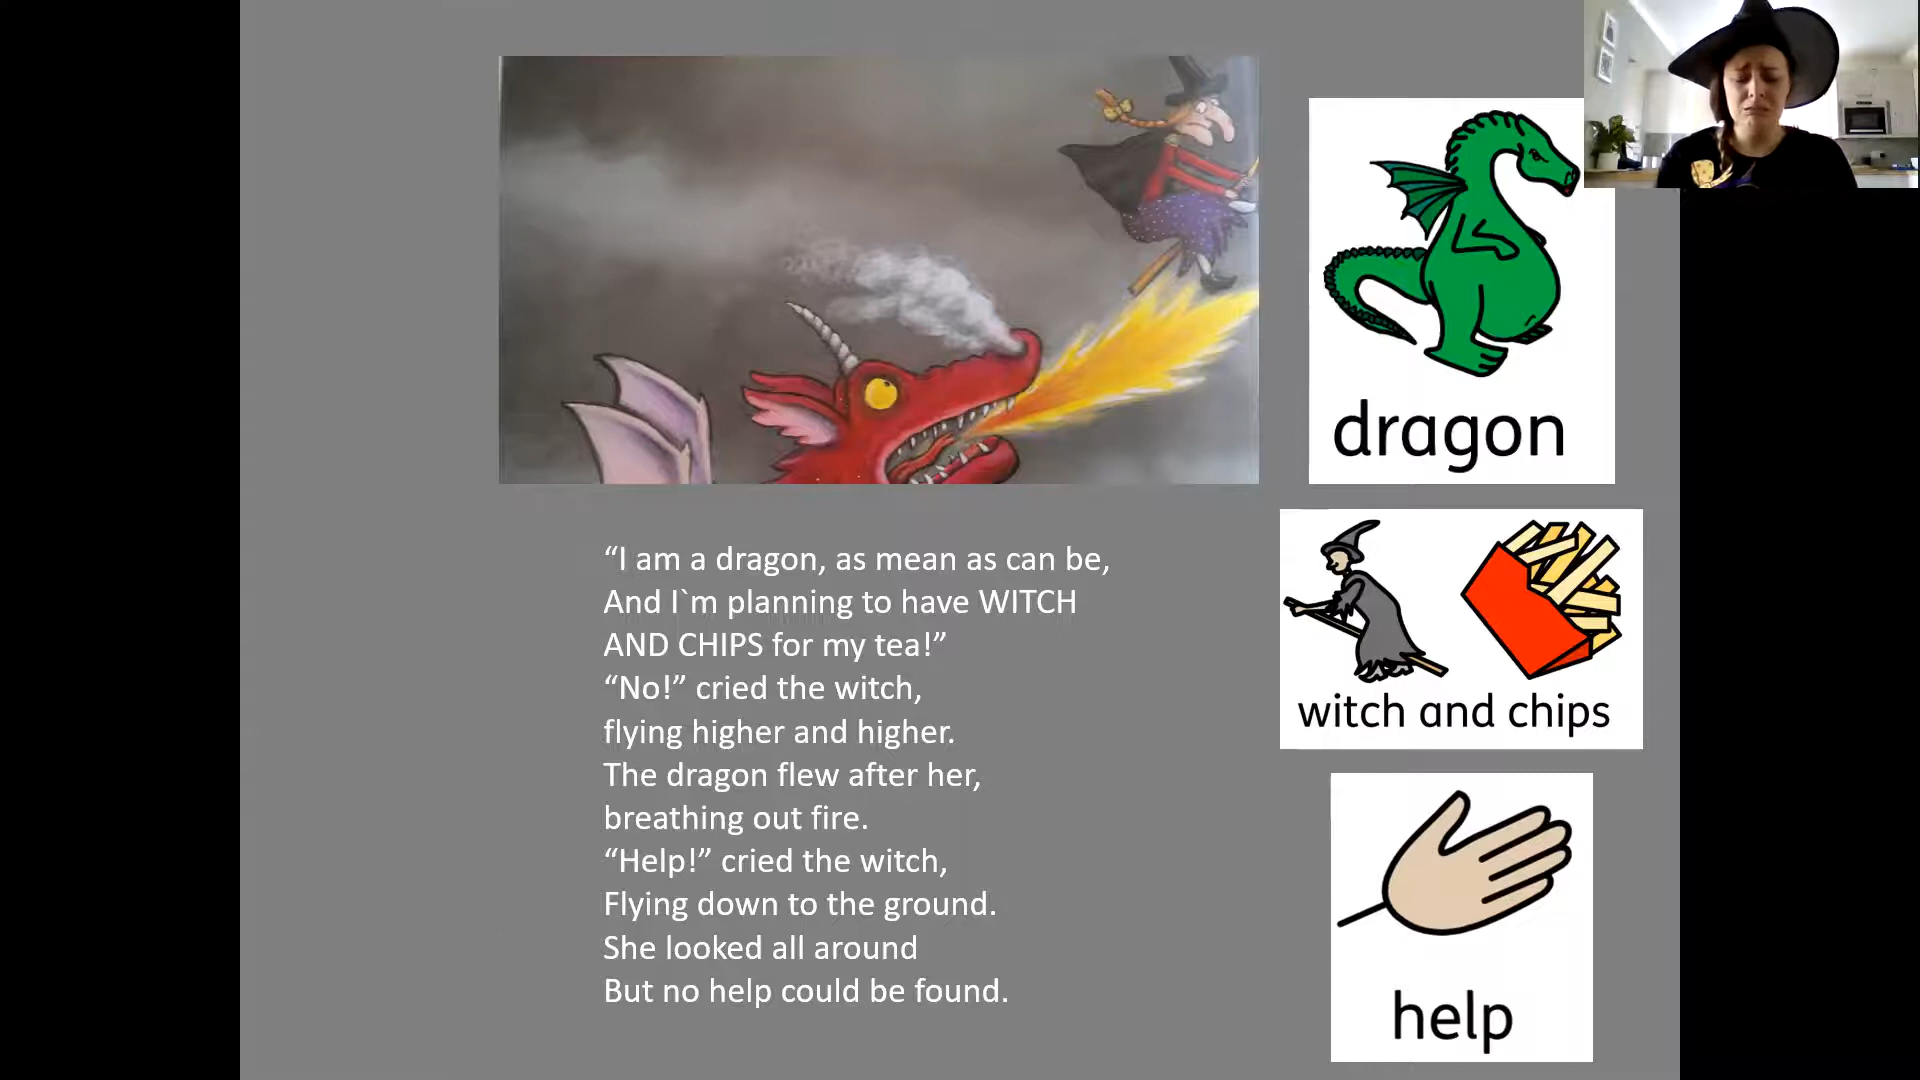 “I am a dragon, as mean as can be,
And I`m planning to have WITCH
AND CHIPS for my tea!”
“No!” cried the witch,
flying higher and higher.
The dragon flew after her,
breathing out fire.
“Help!” cried the witch,
Flying down to the ground.
She looked all around
But no help could be found.
dragon
witch and chips
help